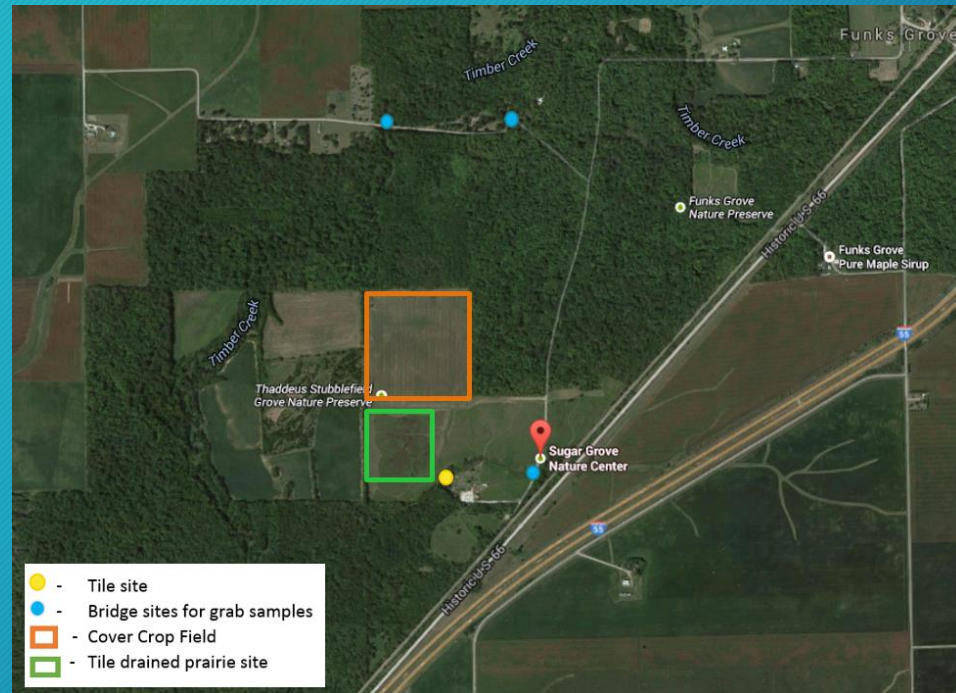 Funks Grove
Timber Creek
Timber Creek
Funks Grove
Nature Preserve
Historic U.S. 66
Funks Grove
Pure Maple Sirup
55
Timber Creek
Thaddeus Stubblefield
Grove Nature Preserve
Sugar Grove
Nature Center
55
Historic U.S. 66
- Tile site
- Bridge sites for grab samples
- Cover Crop Field
- Tile drained prairie site